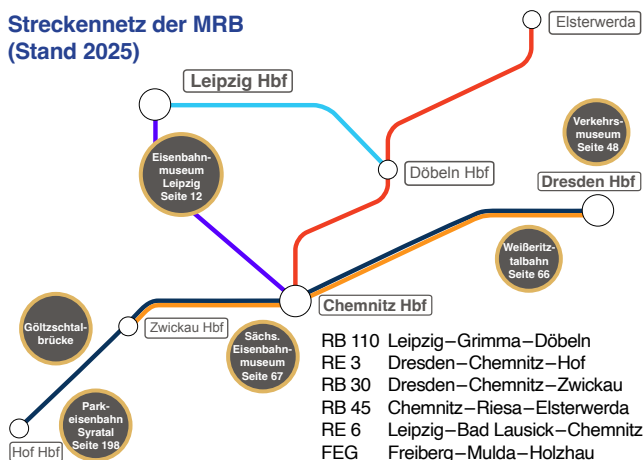 Streckennetz der MRB
(Stand 2025)
Elsterwerda
Leipzig Hbf
Verkehrs-
museum
Seite 48
Eisenbahn-
museum
Leipzig
Seite 12
Döbeln Hbf
Dresden Hbf
Weißeritz-
talbahn
Seite 66
Chemnitz Hbf
Göltzschtal-
brücke
Zwickau Hbf
Sächs.
Eisenbahn-
museum
Seite 67
Park-
eisenbahn
Syratal
Seite 198
Hof Hbf
RB 110 Leipzig–Grimma–Döbeln
RE 3 Dresden–Chemnitz–Hof
RB 30 Dresden–Chemnitz–Zwickau
RB 45 Chemnitz–Riesa–Elsterwerda
RE 6 Leipzig–Bad Lausick–Chemnitz
FEG Freiberg–Mulda–Holzhau